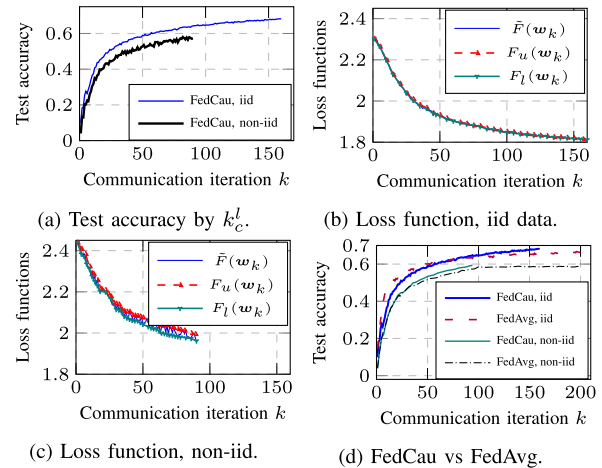 0.6
0.4
0.2
0
0
50
100
150
Test accuracy
Communication iteration k
FedCau, iid
FedCau, non-iid
(a) Test accuracy by k_c^l.
2.4
2.2
2
1.8
0
50
100
150
Loss functions
Communication iteration k
F̃(w_k)
F_u(w_k)
F_l(w_k)
(b) Loss function, iid data.
2.4
2.2
2
1.8
0
50
100
150
Loss functions
Communication iteration k
F̃(w_k)
F_u(w_k)
F_l(w_k)
(c) Loss function, non-iid.
0.7
0.6
0.4
0.2
0
0
50
100
150
200
Test accuracy
Communication iteration k
FedCau, iid
FedAvg, iid
FedCau, non-iid
FedAvg, non-iid
(d) FedCau vs FedAvg.